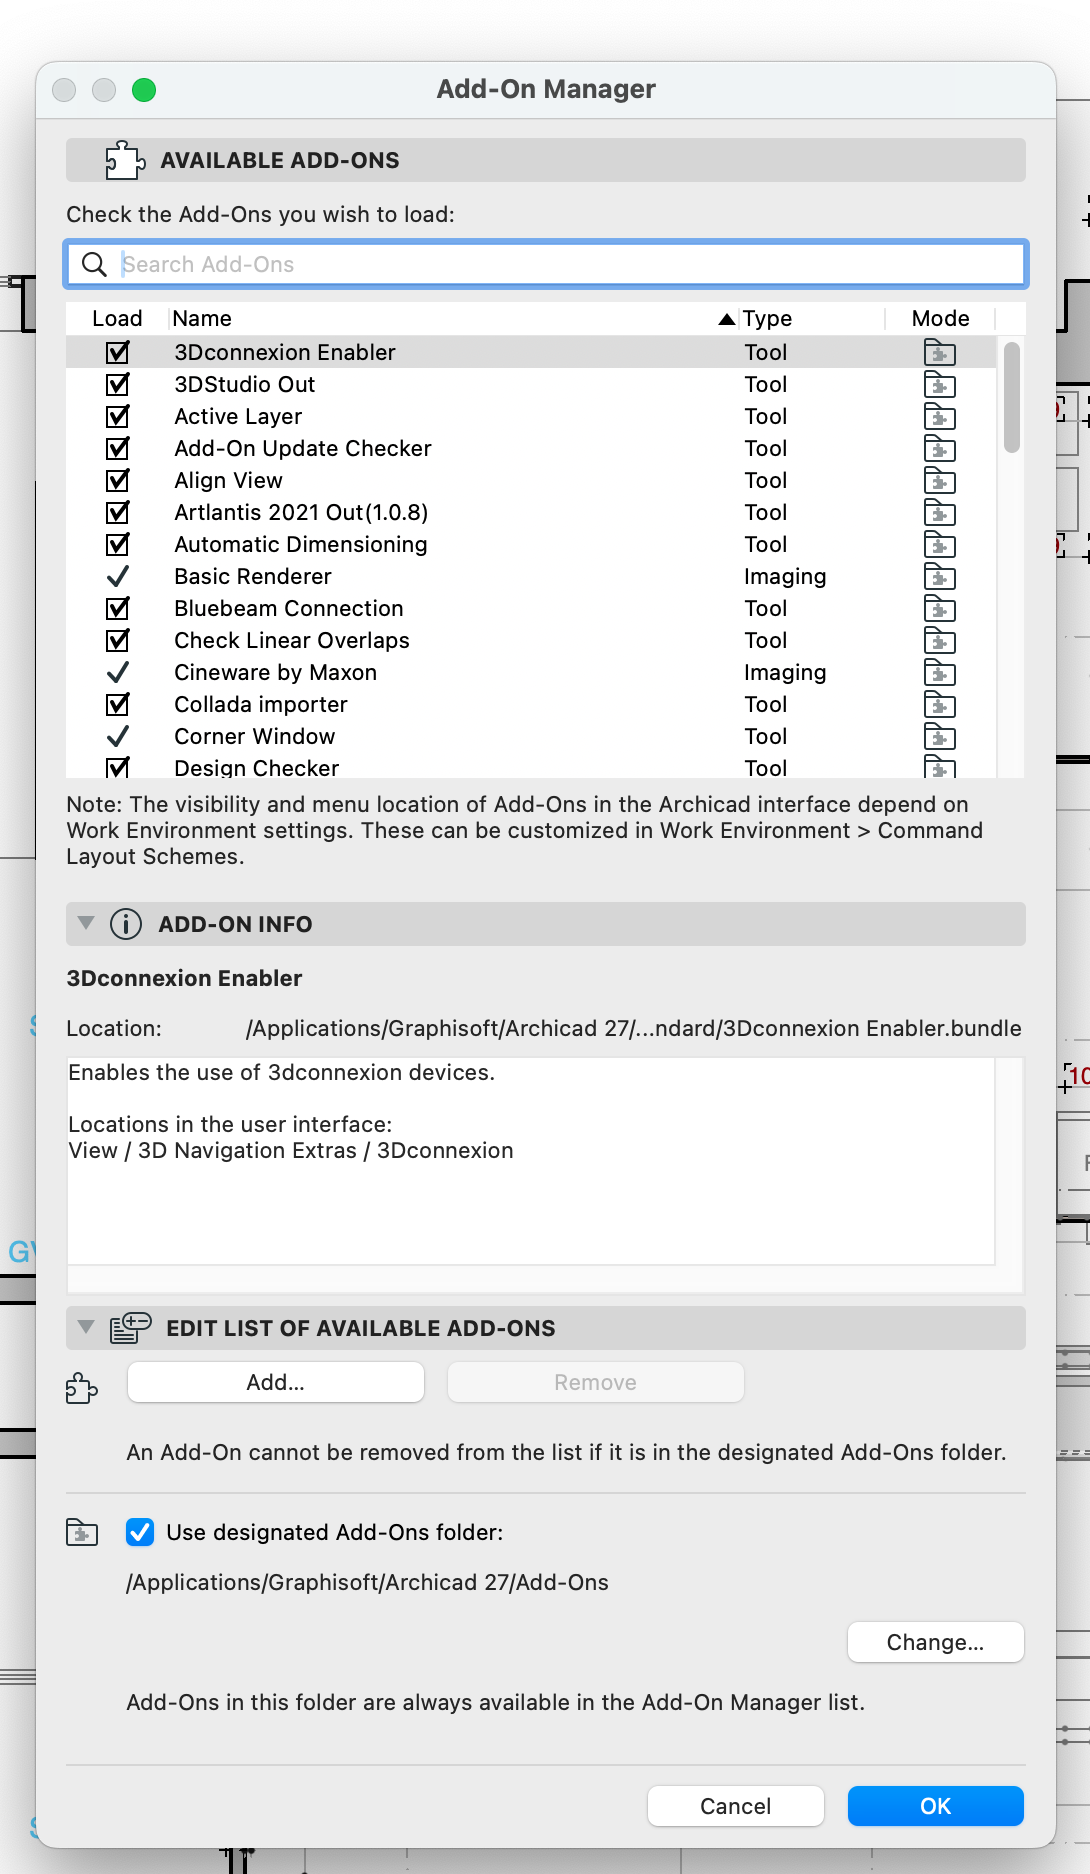 Add-On Manager
AVAILABLE ADD-ONS
Check the Add-Ons you wish to load:
Search Add-Ons
Load Name Type Mode
3Dconnexion Enabler Tool
3DStudio Out Tool
Active Layer Tool
Add-On Update Checker Tool
Align View Tool
Artlantis 2021 Out(1.0.8) Tool
Automatic Dimensioning Tool
Basic Renderer Imaging
Bluebeam Connection Tool
Check Linear Overlaps Tool
Cineware by Maxon Imaging
Collada importer Tool
Corner Window Tool
Design Checker Tool
Note: The visibility and menu location of Add-Ons in the Archicad interface depend on
Work Environment settings. These can be customized in Work Environment > Command
Layout Schemes.
ADD-ON INFO
3Dconnexion Enabler
Location: /Applications/Graphisoft/Archicad 27/...ndard/3Dconnexion Enabler.bundle
Enables the use of 3dconnexion devices.
Locations in the user interface:
View / 3D Navigation Extras / 3Dconnexion
10
EDIT LIST OF AVAILABLE ADD-ONS
Add... Remove
An Add-On cannot be removed from the list if it is in the designated Add-Ons folder.
Use designated Add-Ons folder:
/Applications/Graphisoft/Archicad 27/Add-Ons
Change...
Add-Ons in this folder are always available in the Add-On Manager list.
Cancel OK